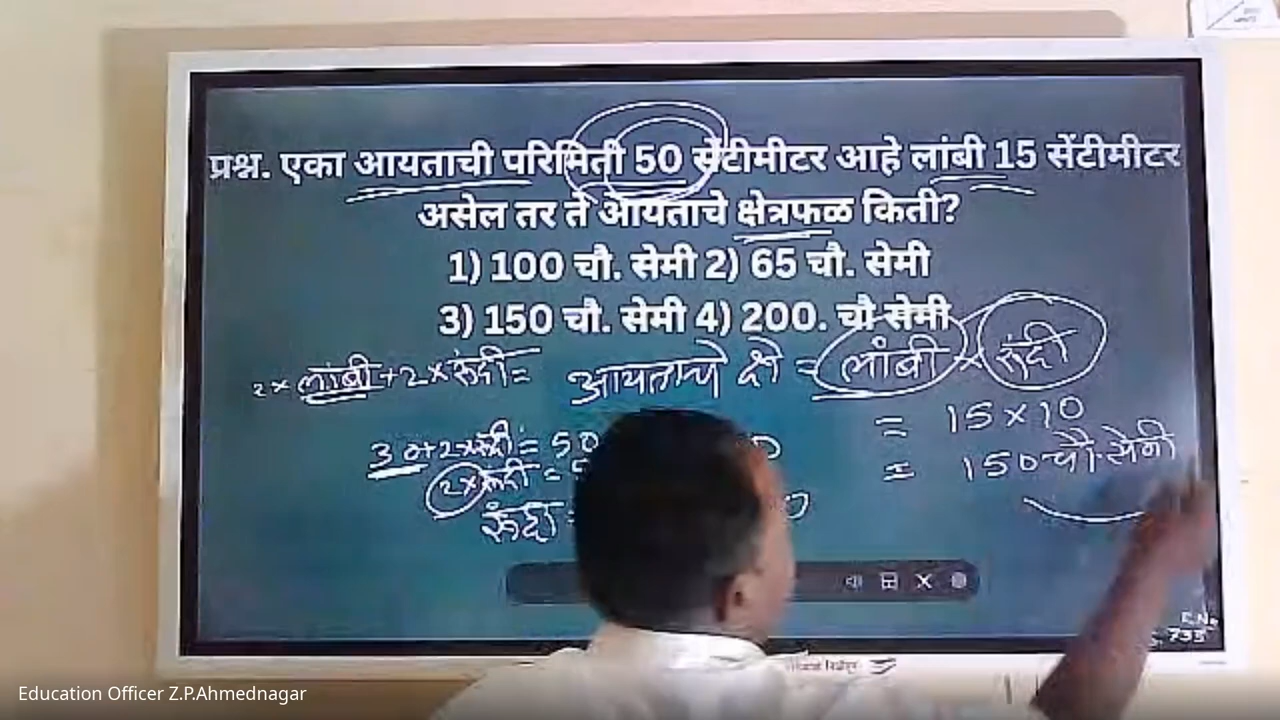 प्रश्न. एका आयताची परिमिती 50 सेंटीमीटर आहे लांबी 15 सेंटीमीटर
असेल तर ते आयताचे क्षेत्रफळ किती?
1) 100 चौ. सेमी 2) 65 चौ. सेमी
3) 150 चौ. सेमी 4) 200. चौ सेमी
2 × लांबी + 2 × रुंदी =
30 + 2 × रुंदी = 50
2 × रुंदी =
रुंदी =
आयताचे क्षे = लांबी × रुंदी
= 15 × 10
= 150 चौ. सेमी
Education Officer Z.P.Ahmednagar